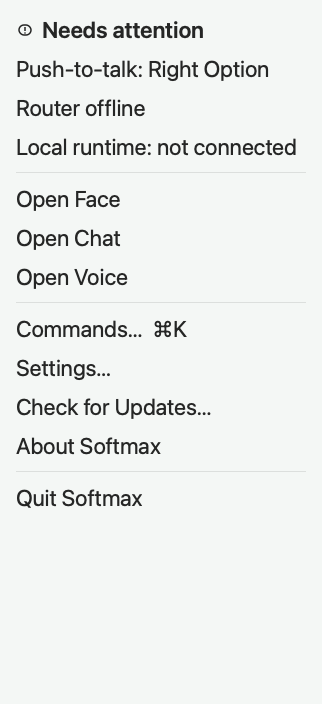 Needs attention
Push-to-talk: Right Option
Router offline
Local runtime: not connected
Open Face
Open Chat
Open Voice
Commands... ⌘K
Settings...
Check for Updates...
About Softmax
Quit Softmax